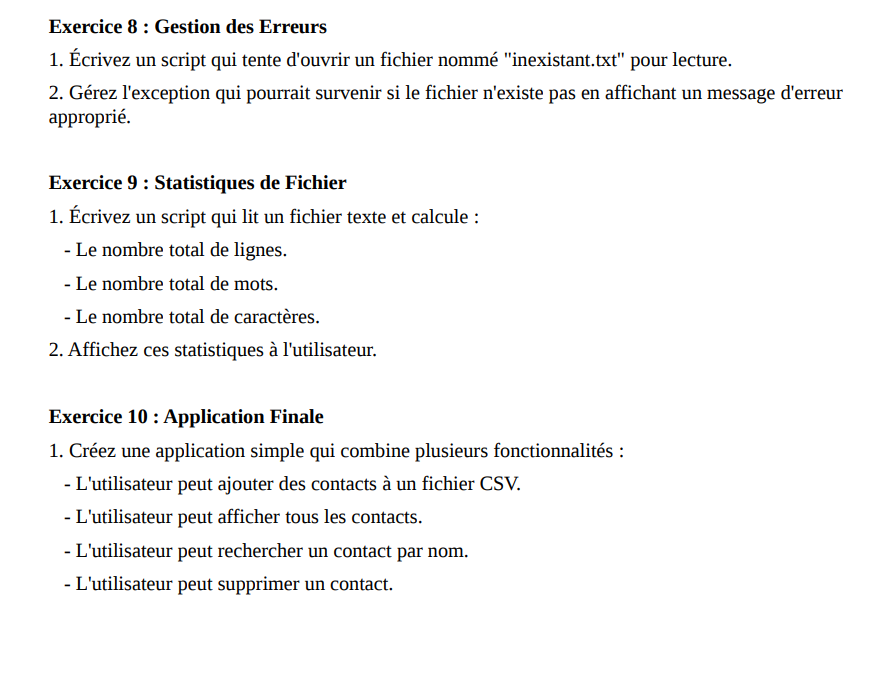 Exercice 8 : Gestion des Erreurs
1. Écrivez un script qui tente d'ouvrir un fichier nommé "inexistant.txt" pour lecture.
2. Gérez l'exception qui pourrait survenir si le fichier n'existe pas en affichant un message d'erreur
approprié.
Exercice 9 : Statistiques de Fichier
1. Écrivez un script qui lit un fichier texte et calcule :
- Le nombre total de lignes.
- Le nombre total de mots.
- Le nombre total de caractères.
2. Affichez ces statistiques à l'utilisateur.
Exercice 10 : Application Finale
1. Créez une application simple qui combine plusieurs fonctionnalités :
- L'utilisateur peut ajouter des contacts à un fichier CSV.
- L'utilisateur peut afficher tous les contacts.
- L'utilisateur peut rechercher un contact par nom.
- L'utilisateur peut supprimer un contact.